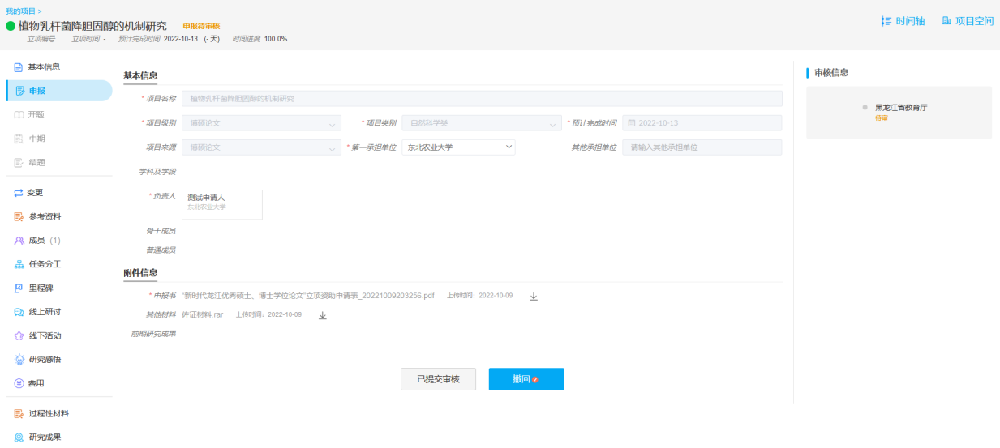 我的项目 >
植物乳杆菌降胆固醇的机制研究 申报待审核
立项编号 立项时间 - 预计完成时间 2022-10-13 (- 天) 时间进度 100.0%
时间轴 项目空间
基本信息
申报
开题
中期
结题
变更
参考资料
成员 (1)
任务分工
里程碑
线上研讨
线下活动
研究感悟
费用
过程性材料
研究成果
基本信息
* 项目名称 植物乳杆菌降胆固醇的机制研究
* 项目级别 博硕论文 * 项目类别 自然科学类 * 预计完成时间 2022-10-13
项目来源 博硕论文 * 第一承担单位 东北农业大学 其他承担单位 请输入其他承担单位
学科及学段
* 负责人 测试申请人
东北农业大学
骨干成员
普通成员
附件信息
* 申报书 “新时代龙江优秀硕士、博士学位论文”立项资助申请表_20221009203256.pdf 上传时间：2022-10-09
其他材料 佐证材料.rar 上传时间：2022-10-09
前期研究成果
已提交审核 撤回 ?
审核信息
黑龙江省教育厅
待审